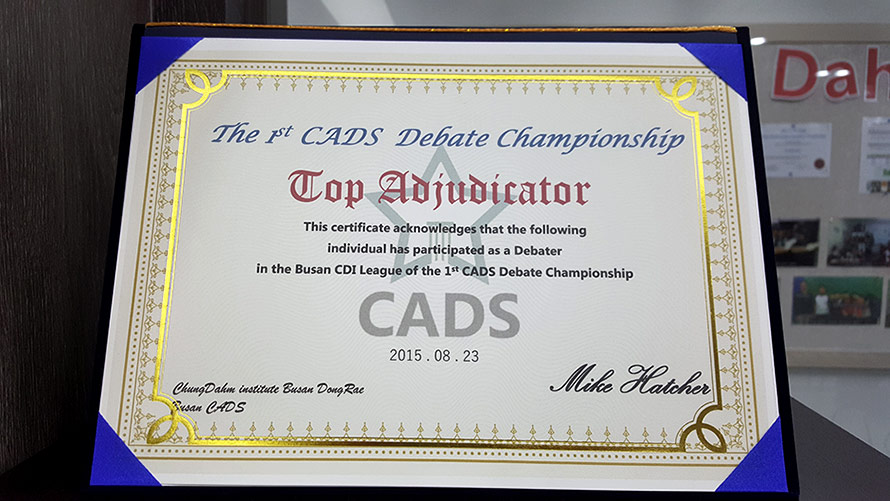 The 1st CADS Debate Championship
Top Adjudicator
This certificate acknowledges that the following
individual has participated as a Debater
in the Busan CDI League of the 1st CADS Debate Championship
CADS
2015.08.23
ChungDahm institute Busan DongRae
Busan CADS
Mike Hatcher
Dah